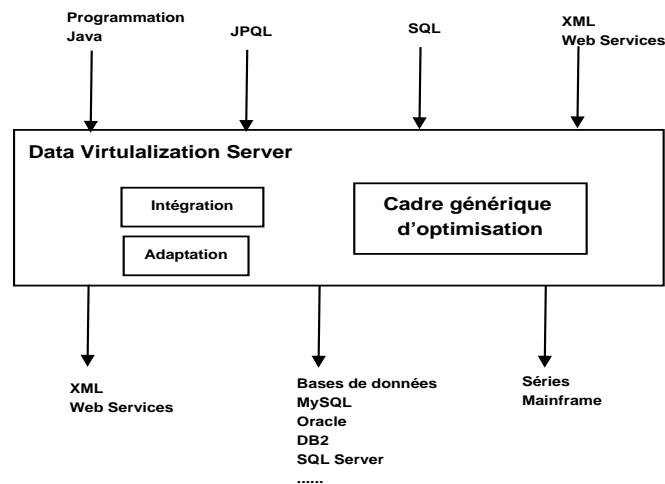 Programmation
Java
JPQL
SQL
XML
Web Services
Data Virtulalization Server
Intégration
Adaptation
Cadre générique
d'optimisation
XML
Web Services
Bases de données
MySQL
Oracle
DB2
SQL Server
......
Séries
Mainframe